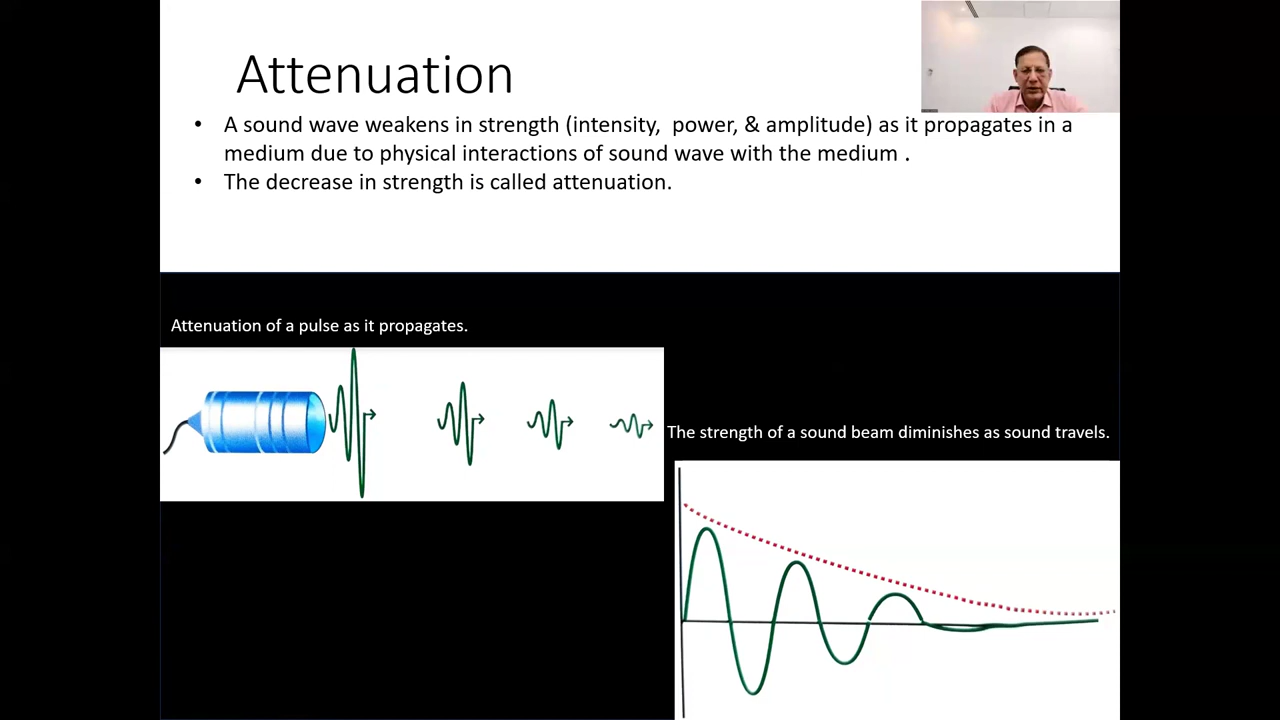 Attenuation
• A sound wave weakens in strength (intensity,  power, & amplitude) as it propagates in a
medium due to physical interactions of sound wave with the medium .
• The decrease in strength is called attenuation.
Attenuation of a pulse as it propagates.
The strength of a sound beam diminishes as sound travels.